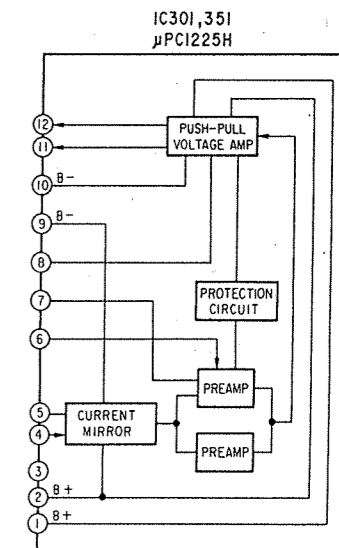 IC301,351
μPC1225H
12
PUSH-PULL
VOLTAGE AMP
11
10 B-
9 B-
8
7
PROTECTION
CIRCUIT
6
PREAMP
5
CURRENT
MIRROR
4
PREAMP
3
2 B+
1 B+